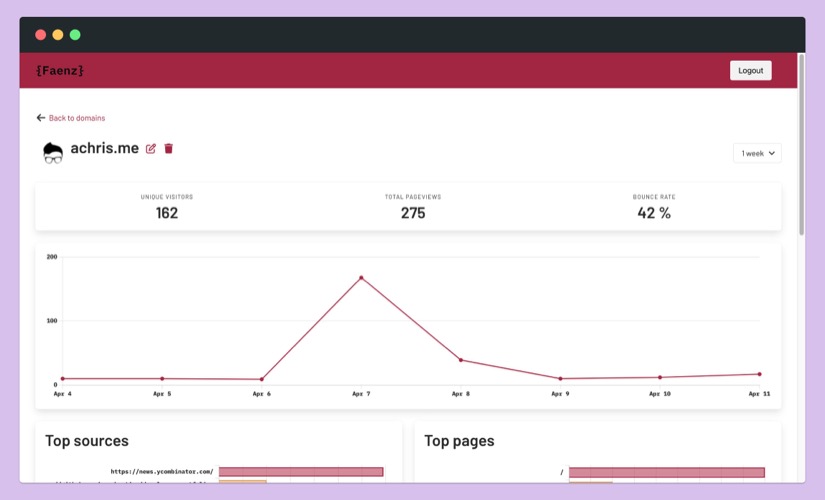 {Faenz}
Logout
Back to domains
achris.me
1 week
UNIQUE VISITORS
TOTAL PAGEVIEWS
BOUNCE RATE
162
275
42 %
200
100
0
Apr 4
Apr 5
Apr 6
Apr 7
Apr 8
Apr 9
Apr 10
Apr 11
Top sources
Top pages
https://news.ycombinator.com/
/